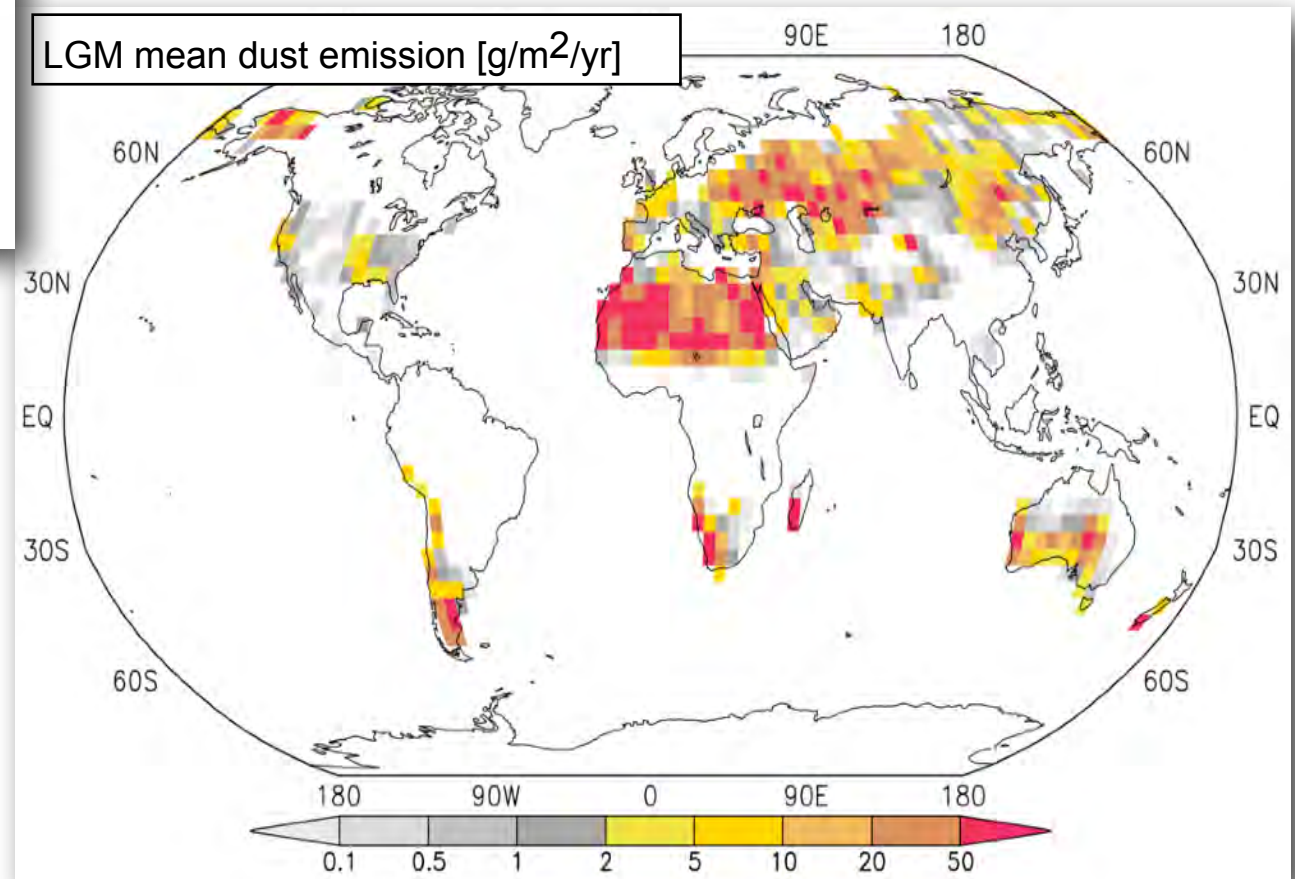 LGM mean dust emission [g/m2/yr]
90E 180
60N 60N
30N 30N
EQ EQ
30S 30S
60S 60S
180 90W 0 90E 180
0.1 0.5 1 2 5 10 20 50